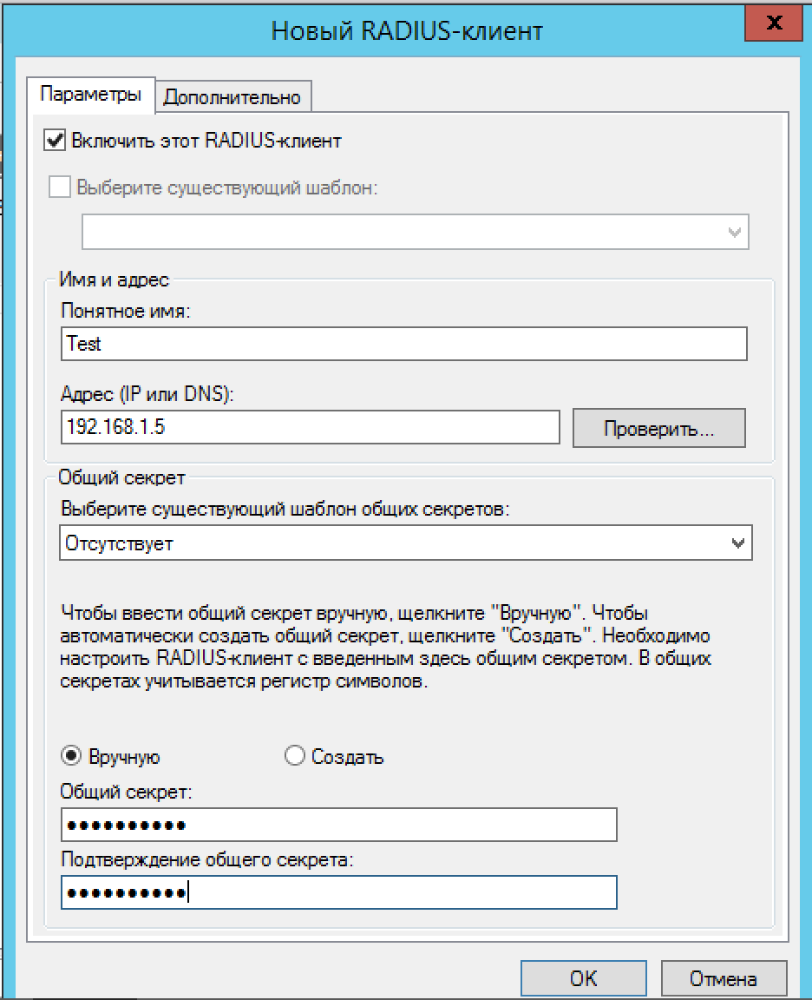 Новый RADIUS-клиент
x
Параметры
Дополнительно
Включить этот RADIUS-клиент
Выберите существующий шаблон:
Имя и адрес
Понятное имя:
Test
Адрес (IP или DNS):
192.168.1.5
Проверить...
Общий секрет
Выберите существующий шаблон общих секретов:
Отсутствует
Чтобы ввести общий секрет вручную, щелкните "Вручную". Чтобы
автоматически создать общий секрет, щелкните "Создать". Необходимо
настроить RADIUS-клиент с введенным здесь общим секретом. В общих
секретах учитывается регистр символов.
Вручную
Создать
Общий секрет:
●●●●●●●●●●
Подтверждение общего секрета:
●●●●●●●●●●
OK
Отмена